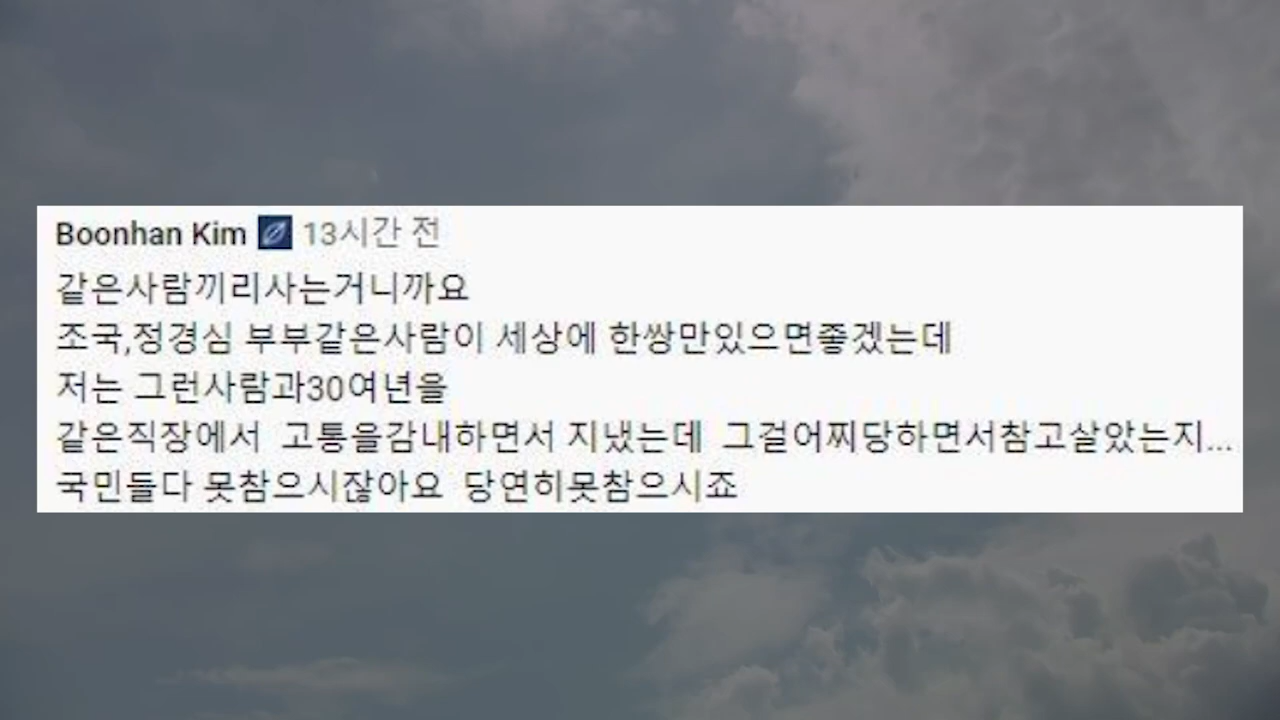 Boonhan Kim 13시간 전
같은사람끼리사는거니까요
조국,정경심 부부같은사람이 세상에 한쌍만있으면좋겠는데
저는 그런사람과30여년을
같은직장에서 고통을감내하면서 지냈는데 그걸어찌당하면서참고살았는지...
국민들다 못참으시잖아요 당연히못참으시죠